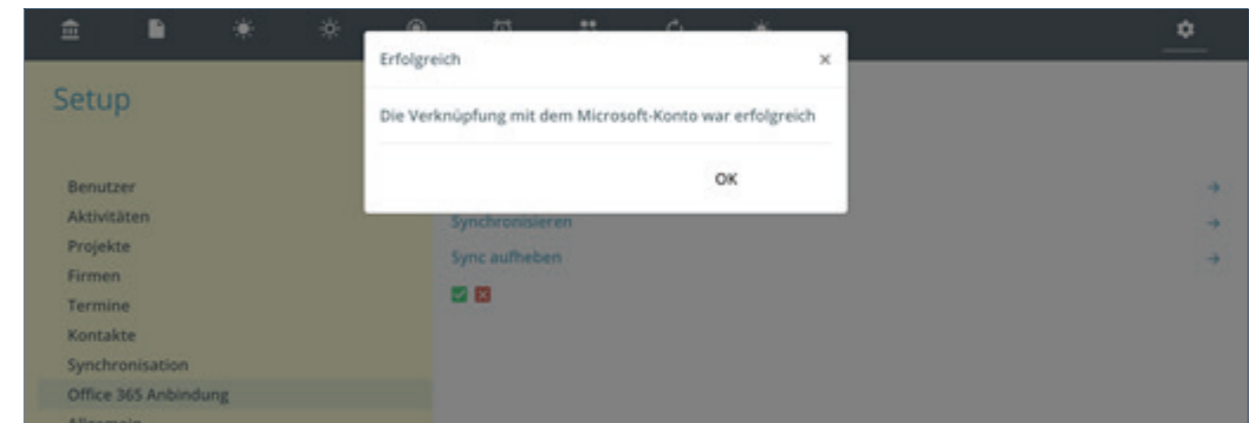 Erfolgreich
×
Setup
Die Verknüpfung mit dem Microsoft-Konto war erfolgreich
OK
Benutzer
Aktivitäten
Synchronisieren
Projekte
Sync aufheben
Firmen
Termine
Kontakte
Synchronisation
Office 365 Anbindung
Allgemein